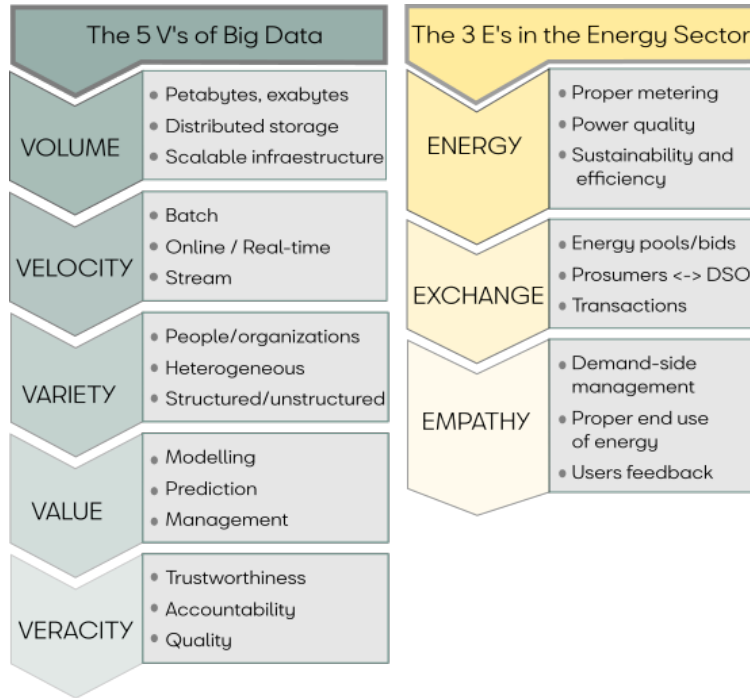 The 5 V's of Big Data
VOLUME
Petabytes, exabytes
Distributed storage
Scalable infraestructure
VELOCITY
Batch
Online / Real-time
Stream
VARIETY
People/organizations
Heterogeneous
Structured/unstructured
VALUE
Modelling
Prediction
Management
VERACITY
Trustworthiness
Accountability
Quality
The 3 E's in the Energy Sector
ENERGY
Proper metering
Power quality
Sustainability and
efficiency
EXCHANGE
Energy pools/bids
Prosumers <-> DSO
Transactions
EMPATHY
Demand-side
management
Proper end use
of energy
Users feedback